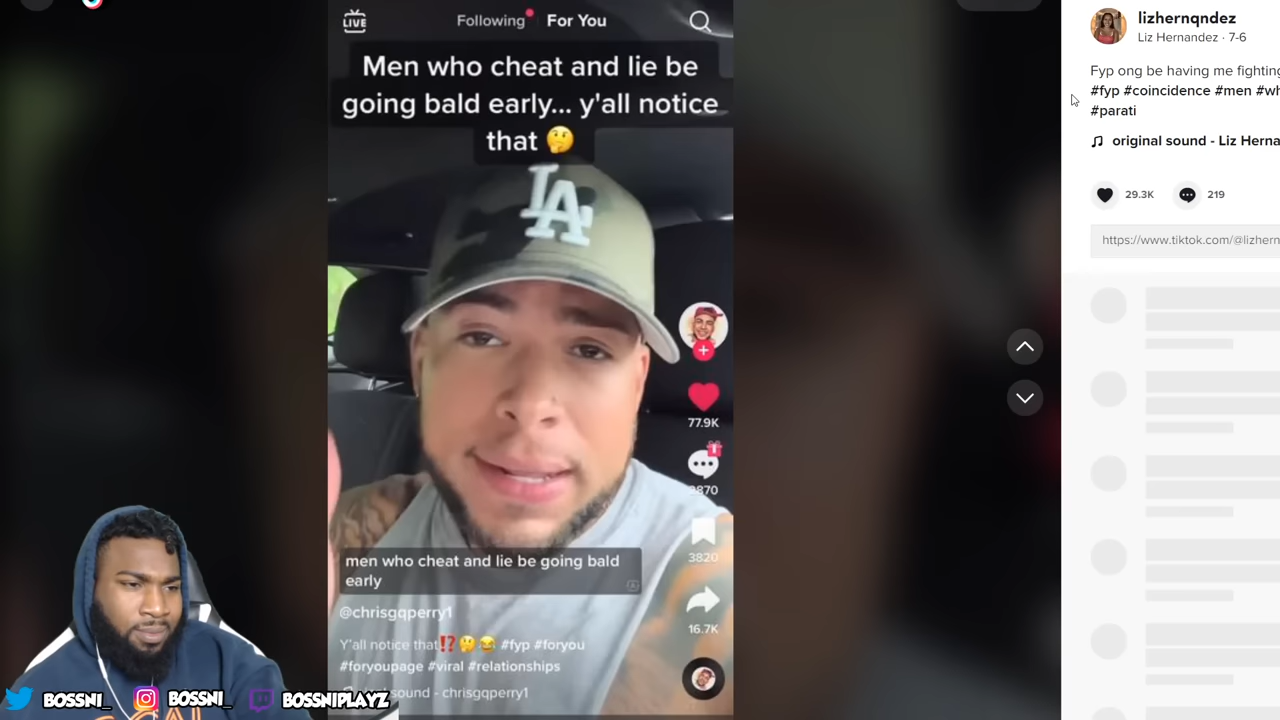 LIVE
Following
For You
Men who cheat and lie be
going bald early... y'all notice
that 🤔
LA
77.9K
3820
16.7K
men who cheat and lie be going bald
early
@chrisgqperry1
Y'all notice that⁉️🤔😂 #fyp #foryou
#foryoupage #viral #relationships
sound - chrisgqperry1
lizhernqndez
Liz Hernandez · 7-6
Fyp ong be having me fighting
#fyp #coincidence #men
#parati
original sound - Liz
29.3K
219
https://www.tiktok.com/@lizhern
BOSSNI_
BOSSNI_
BOSSNIPLAYZ